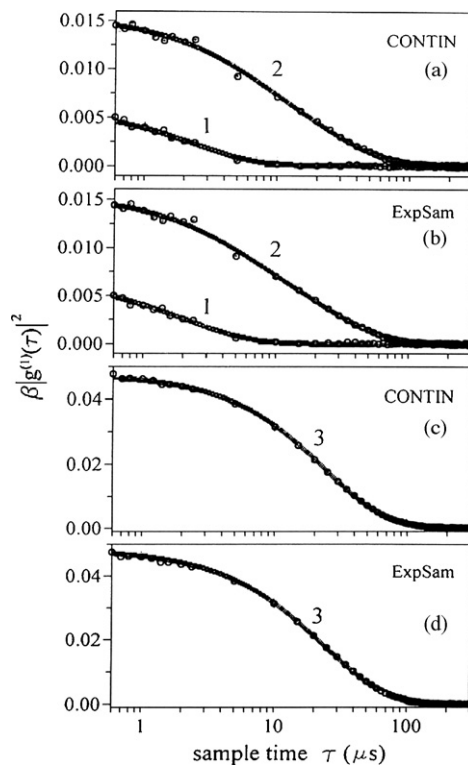 0.015
CONTIN
2
(a)
0.010
0.005
1
0.000
0.015
ExpSam
2
(b)
0.010
0.005
1
0.000
β|g⁽¹⁾(τ)|²
CONTIN
0.04
3
(c)
0.02
0.00
ExpSam
0.04
3
(d)
0.02
0.00
1 10 100
sample time τ (μs)